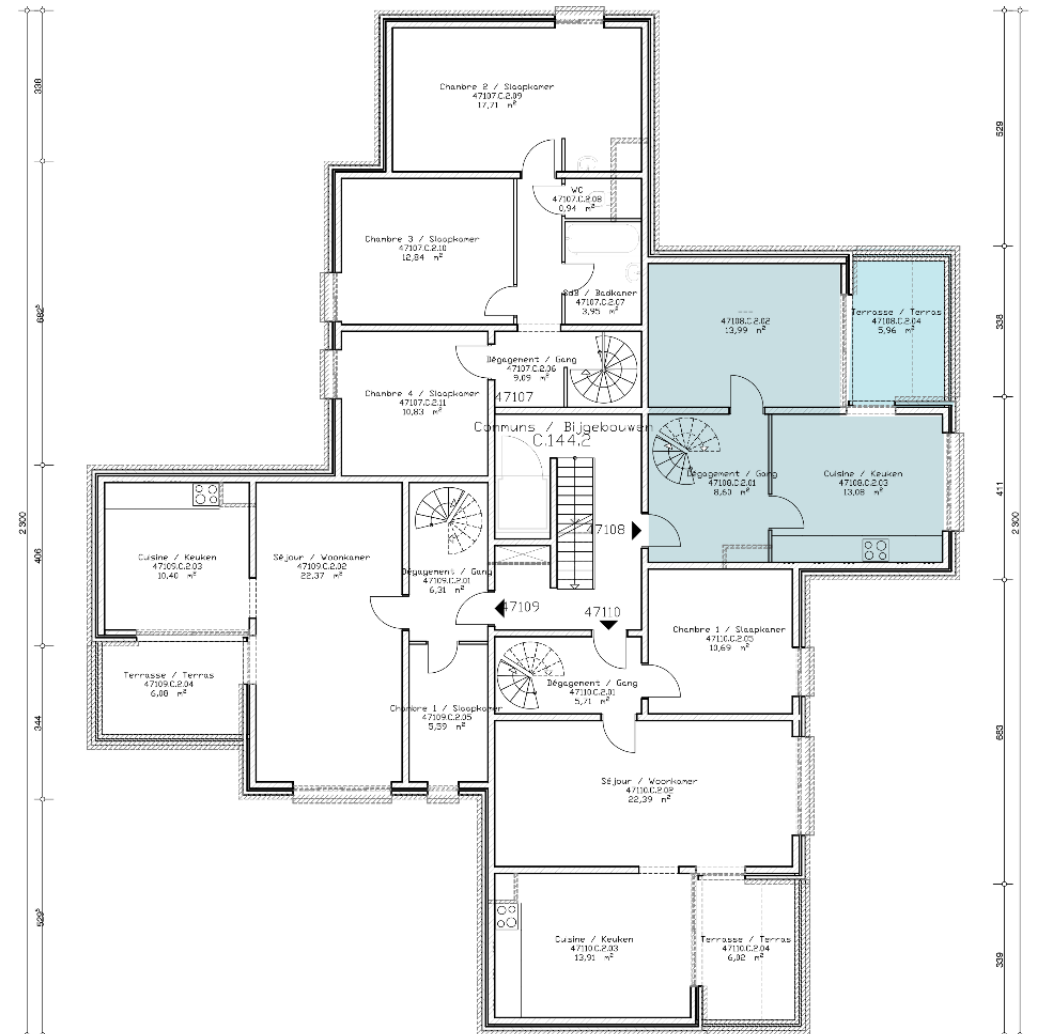 Chambre 2 / Slaapkamer
47107.C.2.09
17,71 m²
WC
47107.C.2.08
0,94 m²
Chambre 3 / Slaapkamer
47107.C.2.10
12,84 m²
SdB / Badkamer
47107.C.2.07
3,95 m²
---
47108.C.2.02
13,99 m²
Terrasse / Terras
47108.C.2.04
5,96 m²
Dégagement / Gang
47107.C.2.06
9,09 m²
47107
Chambre 4 / Slaapkamer
47107.C.2.11
10,83 m²
Communs / Bijgebouwen
C.144.2
Dégagement / Gang
47108.C.2.01
8,60 m²
Cuisine / Keuken
47108.C.2.03
13,08 m²
47108
Cuisine / Keuken
47109.C.2.03
10,40 m²
Séjour / Woonkamer
47109.C.2.02
22,37 m²
Dégagement / Gang
47109.C.2.01
6,31 m²
47109
47110
Chambre 1 / Slaapkamer
47110.C.2.05
10,69 m²
Terrasse / Terras
47109.C.2.04
6,08 m²
Dégagement / Gang
47110.C.2.01
5,71 m²
Chambre 1 / Slaapkamer
47109.C.2.05
5,59 m²
Séjour / Woonkamer
47110.C.2.02
22,39 m²
Cuisine / Keuken
47110.C.2.03
13,91 m²
Terrasse / Terras
47110.C.2.04
6,02 m²
338
682⁵
2 300
406
344
529⁵
529
338
411
2 300
683
339